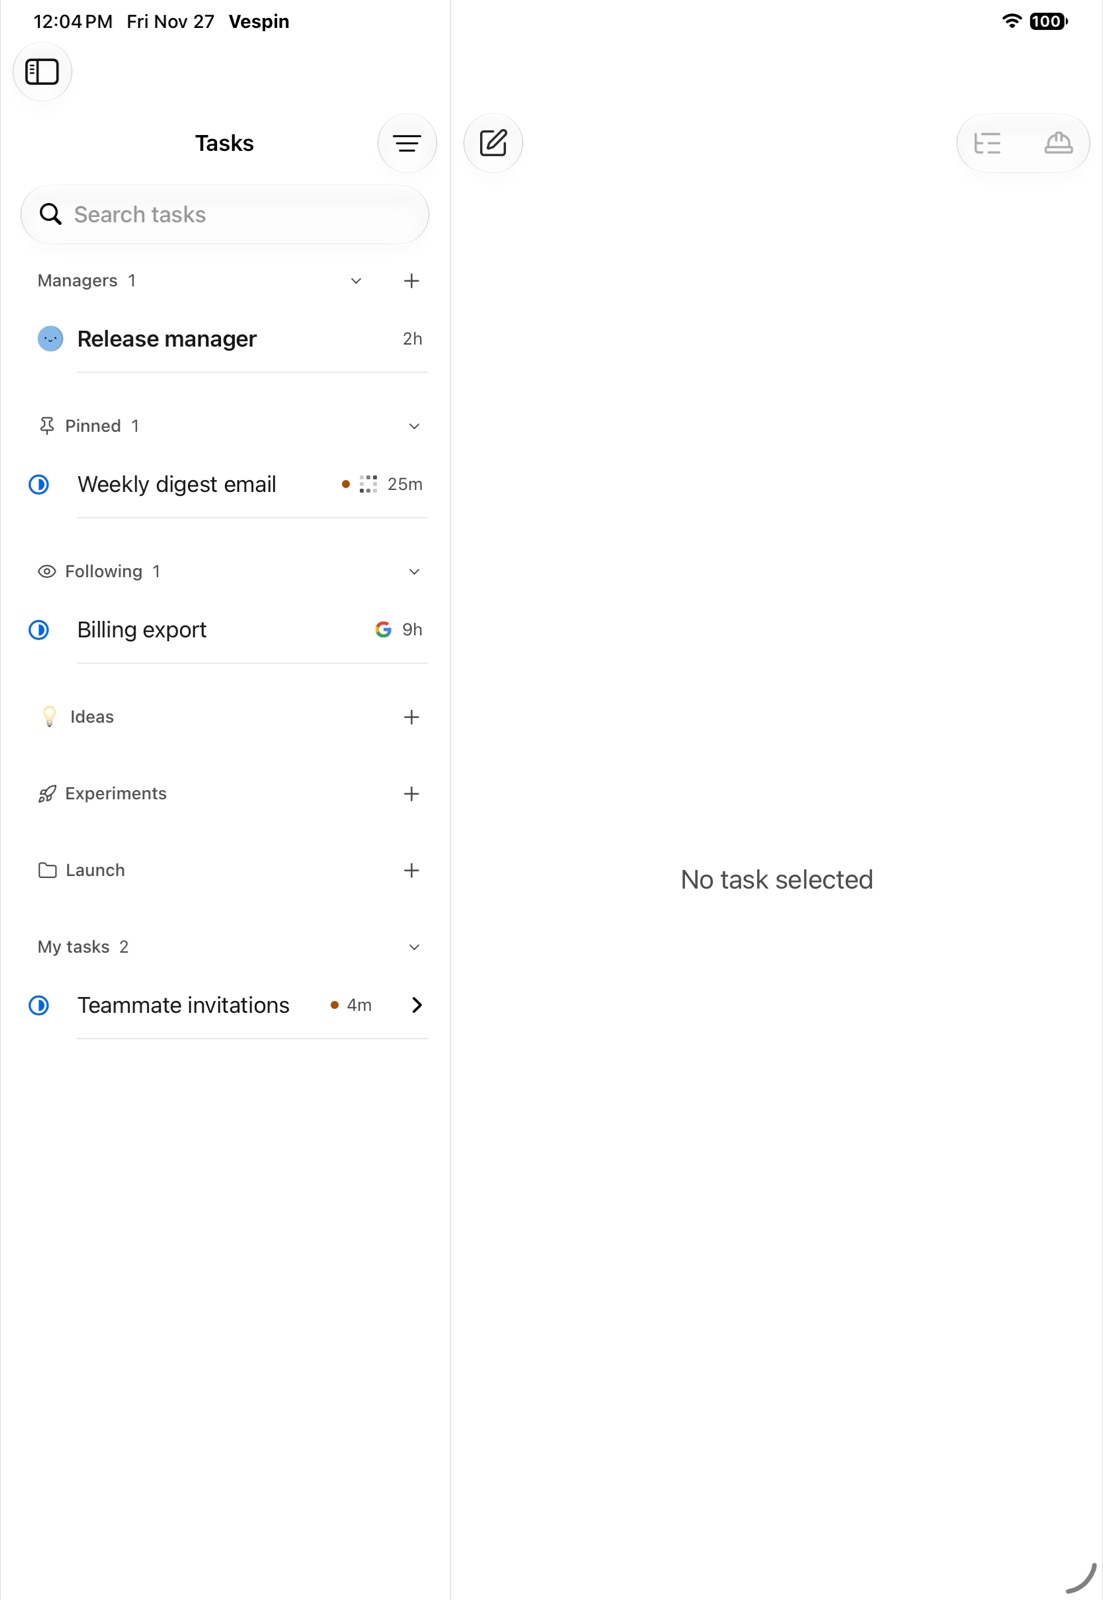 12:04 PM Fri Nov 27 Vespin
100
Tasks
Search tasks
Managers 1
Release manager 2h
Pinned 1
Weekly digest email 25m
Following 1
Billing export 9h
Ideas
Experiments
Launch
No task selected
My tasks 2
Teammate invitations 4m